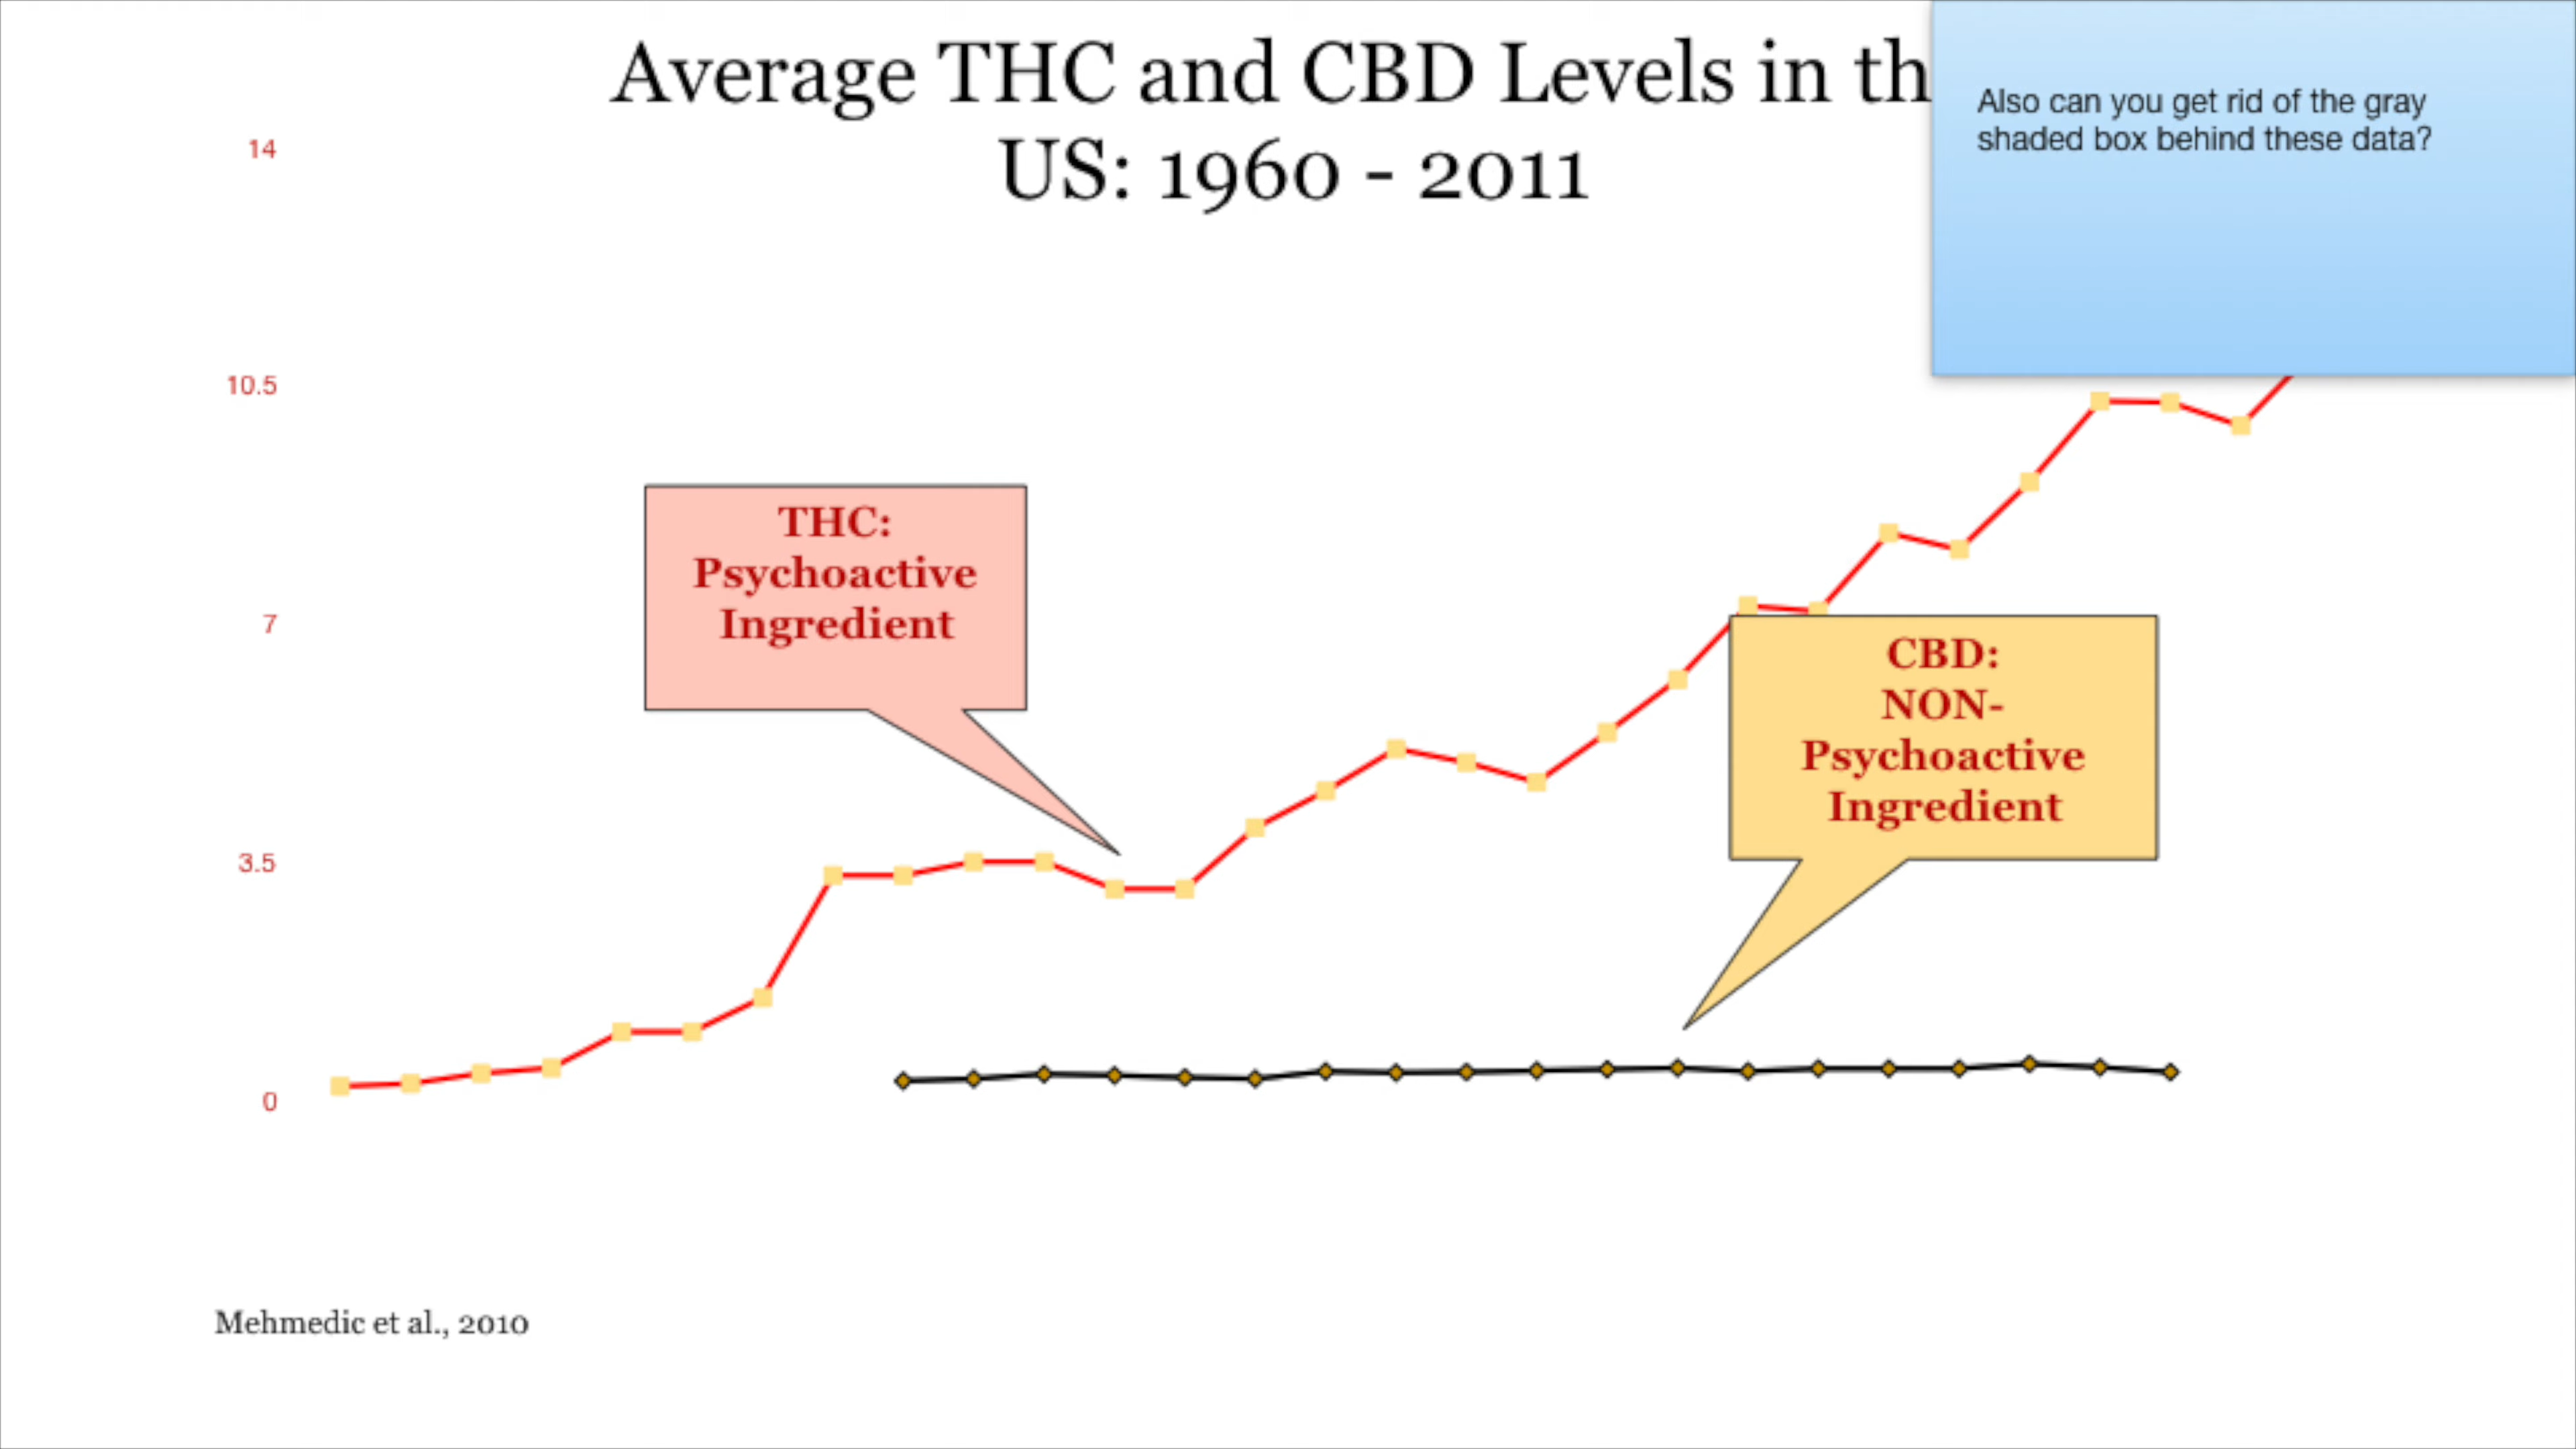 Average THC and CBD Levels in th
US: 1960 - 2011
Also can you get rid of the gray
shaded box behind these data?
14
10.5
7
3.5
0
THC:
Psychoactive
Ingredient
CBD:
NON-
Psychoactive
Ingredient
Mehmedic et al., 2010